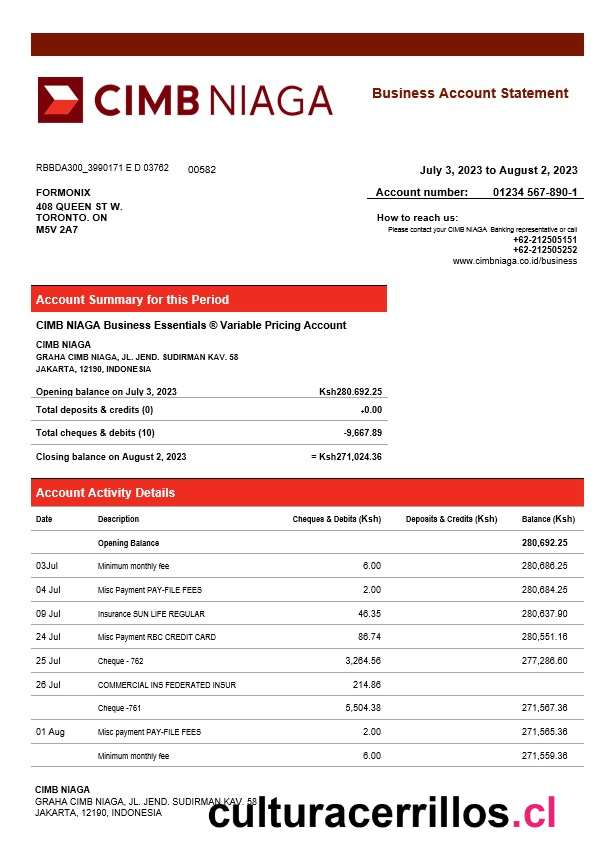 CIMB NIAGA
Business Account Statement
RBBDA300_3990171 E D 03762 00582
July 3, 2023 to August 2, 2023
FORMONIX
Account number: 01234 567-890-1
408 QUEEN ST W.
TORONTO. ON
M5V 2A7
How to reach us:
Please contact your CIMB NIAGA Banking representative or call
+62-212505151
+62-212505252
www.cimbniaga.co.id/business
Account Summary for this Period
CIMB NIAGA Business Essentials ® Variable Pricing Account
CIMB NIAGA
GRAHA CIMB NIAGA, JL. JEND. SUDIRMAN KAV. 58
JAKARTA, 12190, INDONESIA
Opening balance on July 3, 2023 Ksh280.692.25
Total deposits & credits (0) +0.00
Total cheques & debits (10) -9,667.89
Closing balance on August 2, 2023 = Ksh271,024.36
Account Activity Details
Date Description Cheques & Debits (Ksh) Deposits & Credits (Ksh) Balance (Ksh)
Opening Balance 280,692.25
03Jul Minimum monthly fee 6.00 280,686.25
04 Jul Misc Payment PAY-FILE FEES 2.00 280,684.25
09 Jul Insurance SUN LIFE REGULAR 46.35 280,637.90
24 Jul Misc Payment RBC CREDIT CARD 86.74 280,551.16
25 Jul Cheque - 762 3,264.56 277,286.60
26 Jul COMMERCIAL INS FEDERATED INSUR 214.86
Cheque -761 5,504.38 271,567.36
01 Aug Misc payment PAY-FILE FEES 2.00 271,565.36
Minimum monthly fee 6.00 271,559.36
CIMB NIAGA
GRAHA CIMB NIAGA, JL. JEND. SUDIRMAN KAV. 58
JAKARTA, 12190, INDONESIA
culturacerrillos.cl